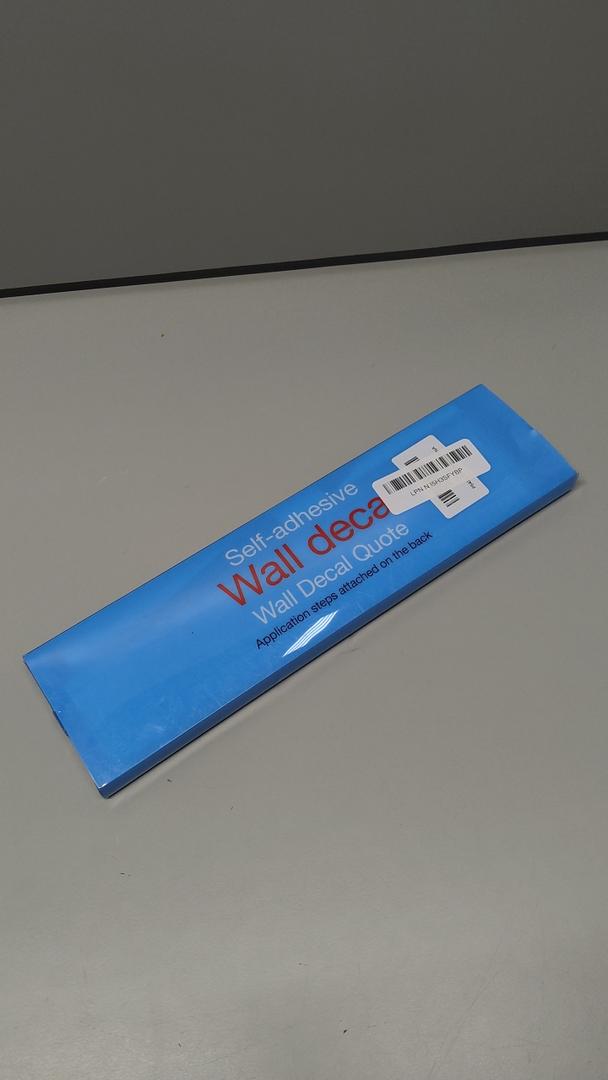 Self-adhesive
Wall deca
Wall Decal Quote
Application steps attached on the back